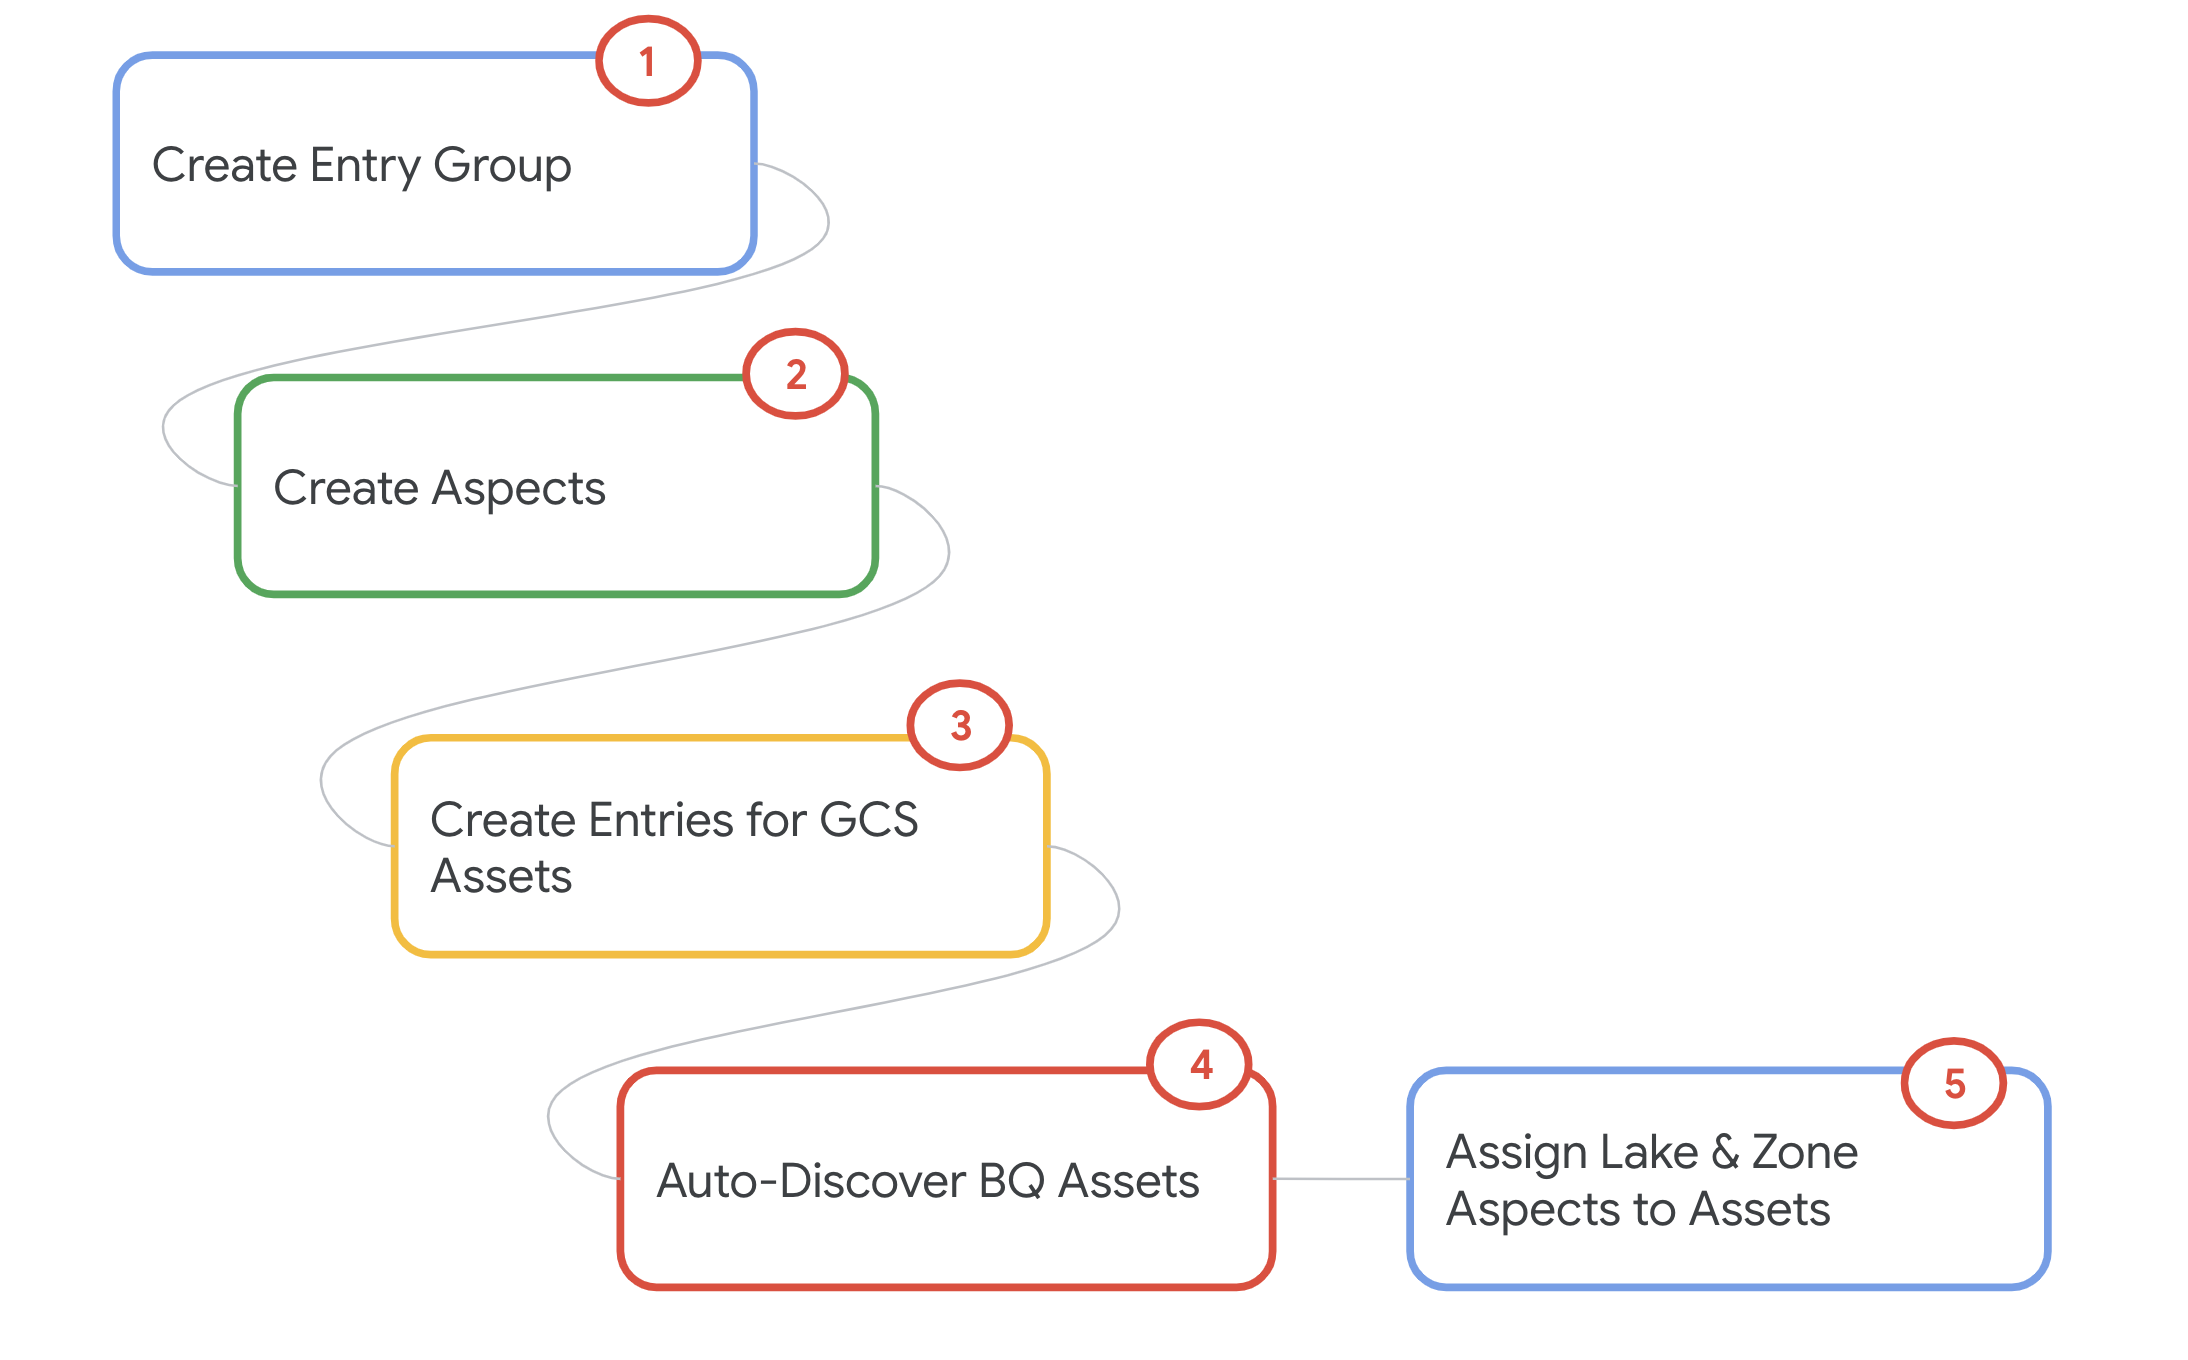 1
Create Entry Group
2
Create Aspects
3
Create Entries for GCS
Assets
4
Auto-Discover BQ Assets
5
Assign Lake & Zone
Aspects to Assets